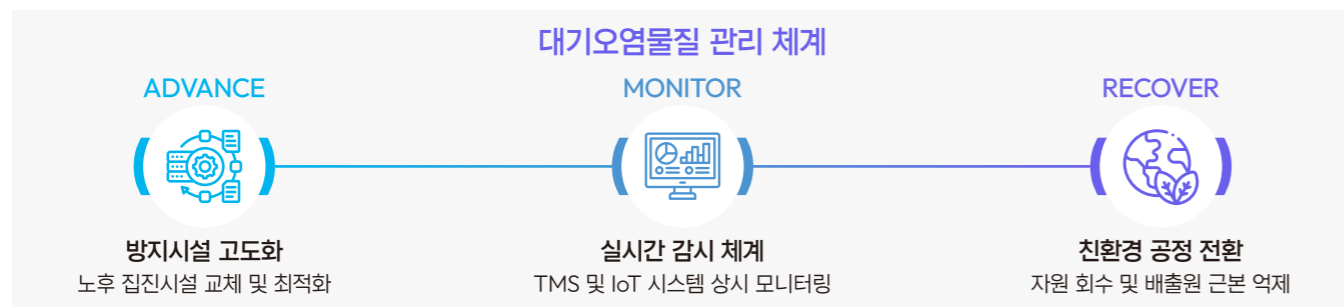 대기오염물질 관리 체계
ADVANCE
MONITOR
RECOVER
방지시설 고도화
실시간 감시 체계
친환경 공정 전환
노후 집진시설 교체 및 최적화
TMS 및 IoT 시스템 상시 모니터링
자원 회수 및 배출원 근본 억제